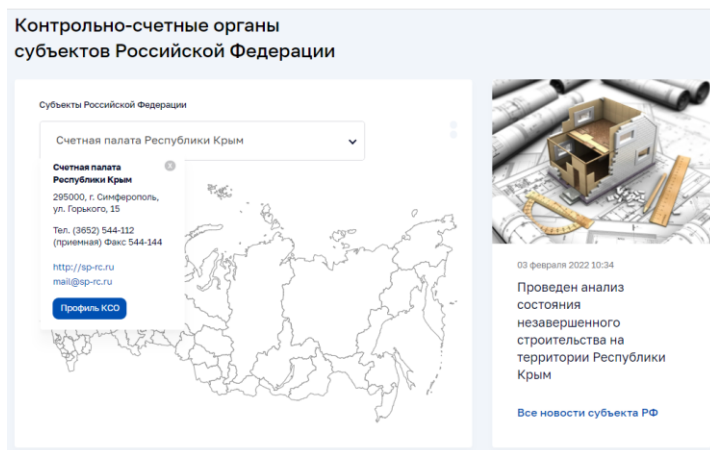 Контрольно-счетные органы
субъектов Российской Федерации
Субъекты Российской Федерации
Счетная палата Республики Крым
Счетная палата
Республики Крым
295000, г. Симферополь,
ул. Горького, 15
Тел. (3652) 544-112
(приемная) Факс 544-144
http://sp-rc.ru
mail@sp-rc.ru
Профиль КСО
03 февраля 2022 10:34
Проведен анализ
состояния
незавершенного
строительства на
территории Республики
Крым
Все новости субъекта РФ